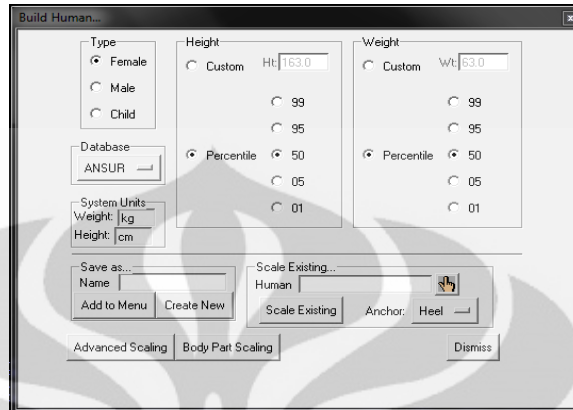 Build Human...
Type
Female
Male
Child
Database
ANSUR
System Units
Weight: kg
Height: cm
Height
Custom Ht: 163.0
99
95
Percentile 50
05
01
Weight
Custom Wt: 63.0
99
95
Percentile 50
05
01
Save as...
Name
Add to Menu Create New
Scale Existing...
Human
Scale Existing Anchor: Heel
Advanced Scaling Body Part Scaling Dismiss